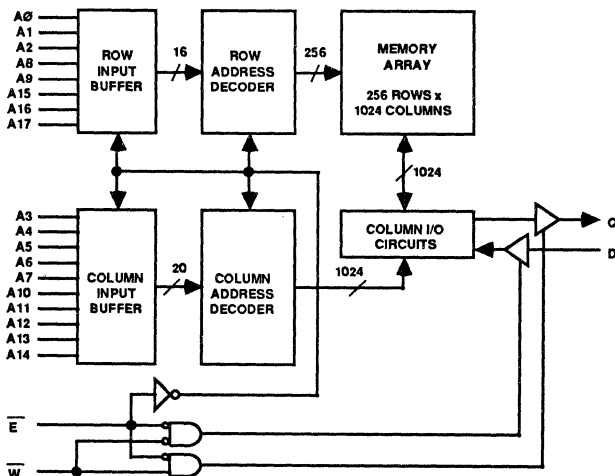 AØ
A1
A2
A8
A9
A15
A16
A17
ROW
INPUT
BUFFER
16
ROW
ADDRESS
DECODER
256
MEMORY
ARRAY
256 ROWS x
1024 COLUMNS
1024
A3
A4
A5
A6
A7
A10
A11
A12
A13
A14
COLUMN
INPUT
BUFFER
20
COLUMN
ADDRESS
DECODER
1024
COLUMN I/O
CIRCUITS
Q
D
E
W